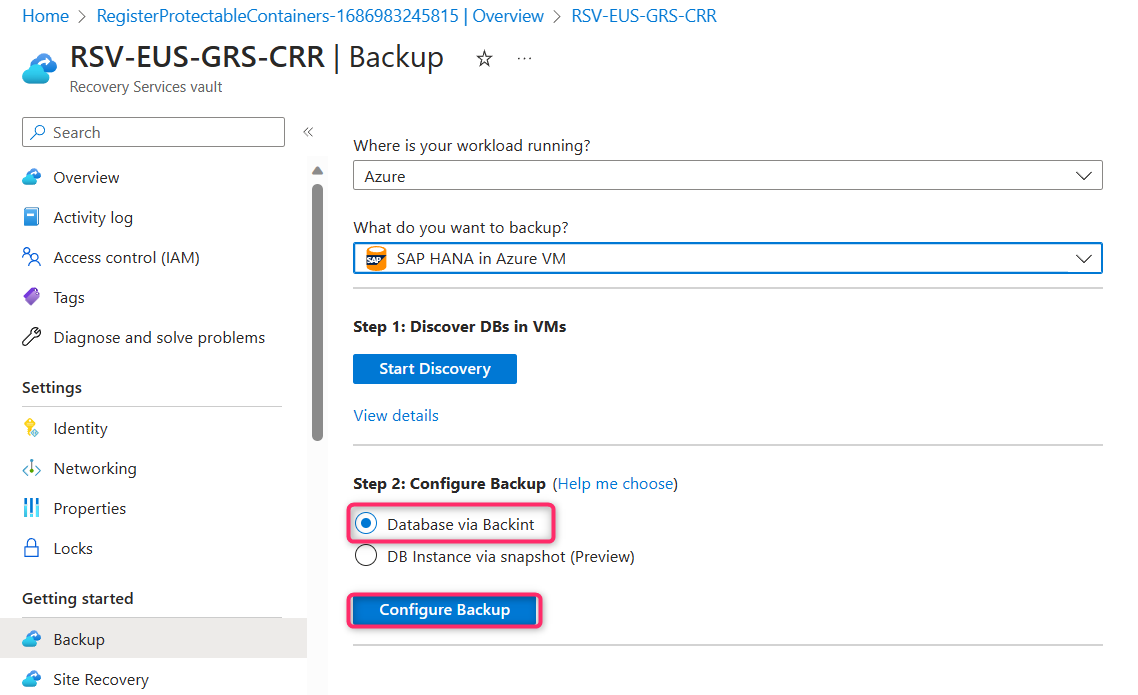 Home > RegisterProtectableContainers-1686983245815 | Overview > RSV-EUS-GRS-CRR
RSV-EUS-GRS-CRR | Backup
Recovery Services vault
Search
Overview
Activity log
Access control (IAM)
Tags
Diagnose and solve problems
Settings
Identity
Networking
Properties
Locks
Getting started
Backup
Site Recovery
Where is your workload running?
Azure
What do you want to backup?
SAP SAP HANA in Azure VM
Step 1: Discover DBs in VMs
Start Discovery
View details
Step 2: Configure Backup (Help me choose)
Database via Backint
DB Instance via snapshot (Preview)
Configure Backup